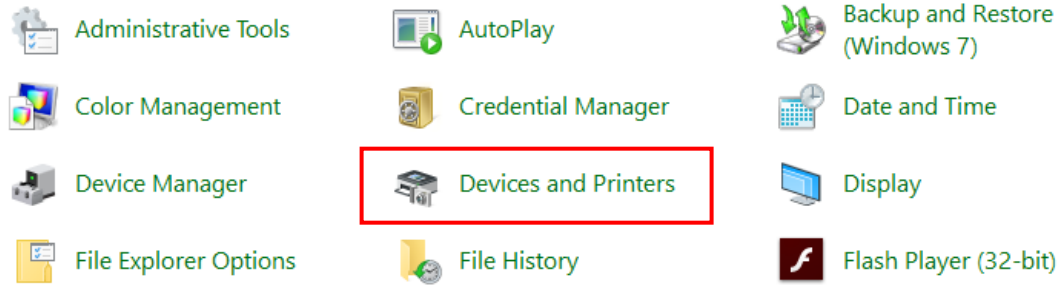 Administrative Tools
AutoPlay
Backup and Restore
(Windows 7)
Color Management
Credential Manager
Date and Time
Device Manager
Devices and Printers
Display
File Explorer Options
File History
Flash Player (32-bit)